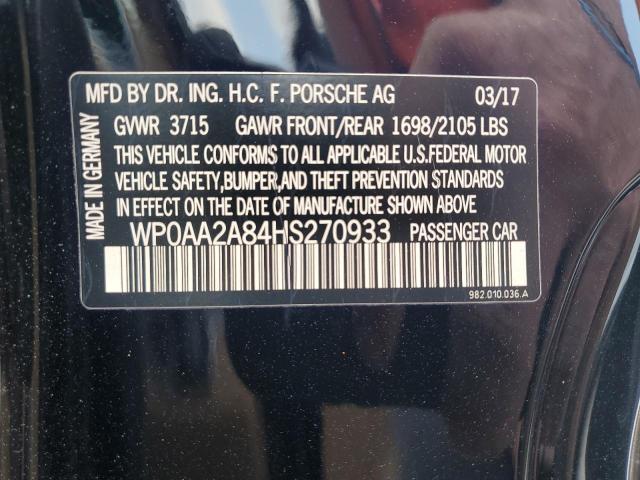 MFD BY DR. ING. H.C. F. PORSCHE AG 03/17
GVWR 3715 GAWR FRONT/REAR 1698/2105 LBS
THIS VEHICLE CONFORMS TO ALL APPLICABLE U.S.FEDERAL MOTOR
VEHICLE SAFETY,BUMPER,AND THEFT PREVENTION STANDARDS
IN EFFECT ON THE DATE OF MANUFACTURE SHOWN ABOVE
WP0AA2A84HS270933 PASSENGER CAR
982.010.036.A
MADE IN GERMANY